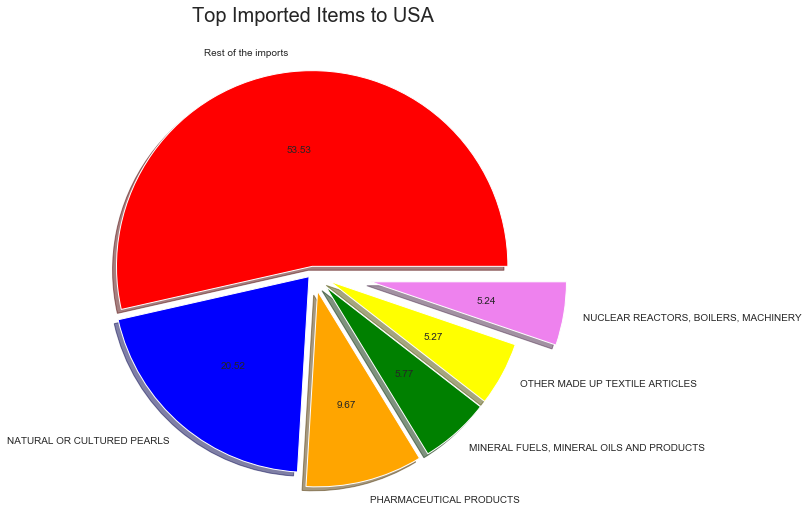 Top Imported Items to USA
Rest of the imports
53.53
5.24
NUCLEAR REACTORS, BOILERS, MACHINERY
5.27
20.52
5.77
OTHER MADE UP TEXTILE ARTICLES
9.67
NATURAL OR CULTURED PEARLS
MINERAL FUELS, MINERAL OILS AND PRODUCTS
PHARMACEUTICAL PRODUCTS